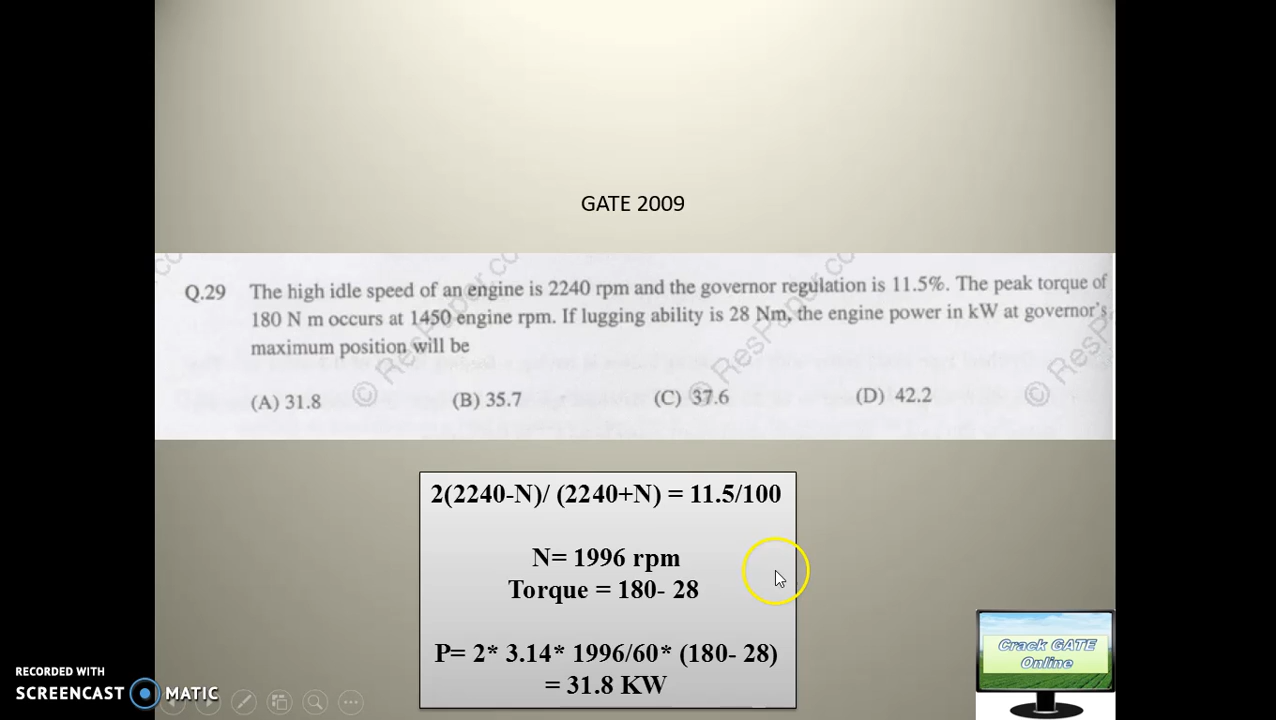 GATE 2009
Q.29 The high idle speed of an engine is 2240 rpm and the governor regulation is 11.5%. The peak torque of
180 N m occurs at 1450 engine rpm. If lugging ability is 28 Nm, the engine power in kW at governor's
maximum position will be
(A) 31.8 (B) 35.7 (C) 37.6 (D) 42.2
© ResPaper.com © ResPaper.com ©
2(2240-N)/ (2240+N) = 11.5/100
N= 1996 rpm
Torque = 180- 28
P= 2* 3.14* 1996/60* (180- 28)
= 31.8 KW
Crack GATE
Online
RECORDED WITH
SCREENCAST MATIC